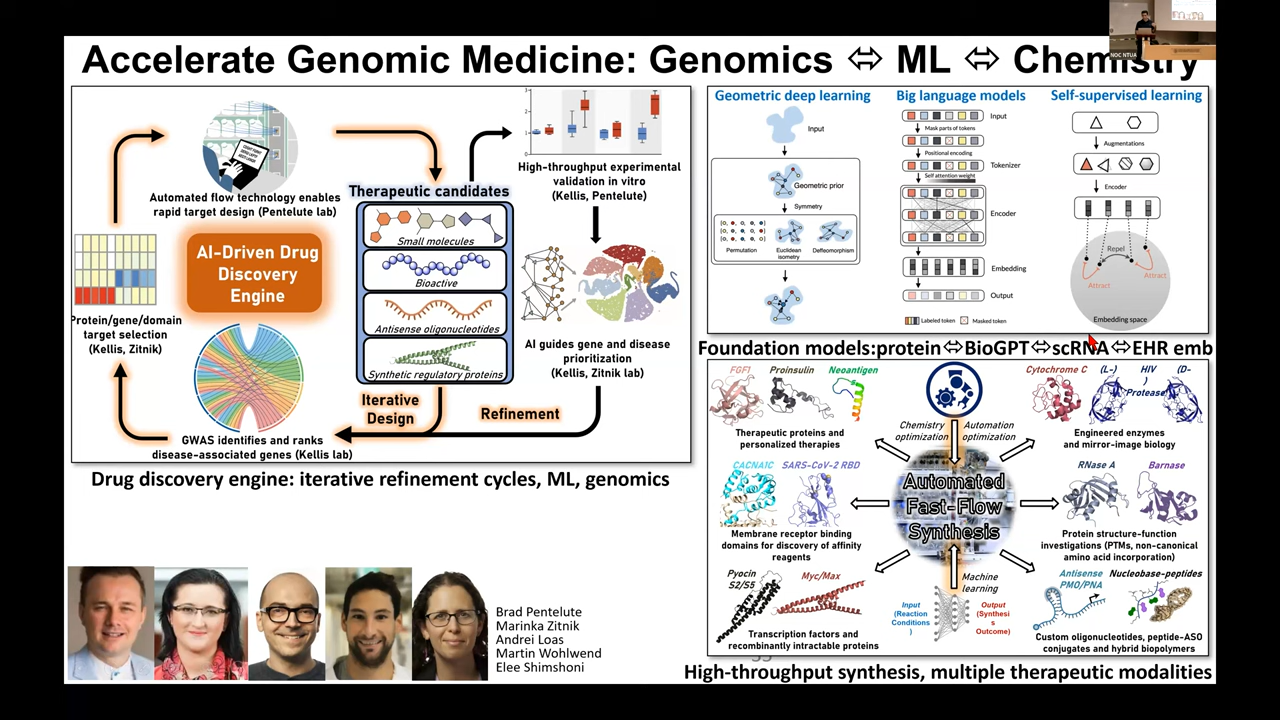 Accelerate Genomic Medicine: Genomics ⇔ ML ⇔ Chemistry
NOC NTUA
Automated flow technology enables
rapid target design (Pentelute lab)
AI-Driven Drug
Discovery
Engine
Protein/gene/domain
target selection
(Kellis, Zitnik)
GWAS identifies and ranks
disease-associated genes (Kellis lab)
Therapeutic candidates
Small molecules
Bioactive
Antisense oligonucleotides
Synthetic regulatory proteins
Iterative
Design
Refinement
3
2
1
0
High-throughput experimental
validation in vitro
(Kellis, Pentelute)
AI guides gene and disease
prioritization
(Kellis, Zitnik lab)
Drug discovery engine: iterative refinement cycles, ML, genomics
Brad Pentelute
Marinka Zitnik
Andrei Loas
Martin Wohlwend
Elee Shimshoni
Geometric deep learning
Input
Geometric prior
Symmetry
Permutation
Euclidean
isometry
Deffeomorphism
Big language models
Input
Mask parts of tokens
Positional encoding
Tokenizer
Self attention weight
Encoder
Embedding
Output
Labeled token
Masked token
Self-supervised learning
Augmentations
Encoder
Repel
Attract
Attract
Embedding space
Foundation models:protein⇔BioGPT⇔scRNA⇔EHR emb
FGF1
Proinsulin
Neoantigen
Therapeutic proteins and
personalized therapies
Chemistry
optimization
Automation
optimization
Cytochrome C
(L-)
HIV
)
Protease
(D-
)
Engineered enzymes
and mirror-image biology
CACNA1C
SARS-CoV-2 RBD
Membrane receptor binding
domains for discovery of affinity
reagents
Automated
Fast-Flow
Synthesis
RNase A
Barnase
Protein structure-function
investigations (PTMs, non-canonical
amino acid incorporation)
Pyocin
S2/S5
Myc/Max
Transcription factors and
recombinantly intractable proteins
Machine
learning
Input
(Reaction
Conditions
)
Output
(Synthesi
s
Outcome)
Antisense
PMO/PNA
Nucleobase-peptides
Custom oligonucleotides, peptide-ASO
conjugates and hybrid biopolymers
High-throughput synthesis, multiple therapeutic modalities